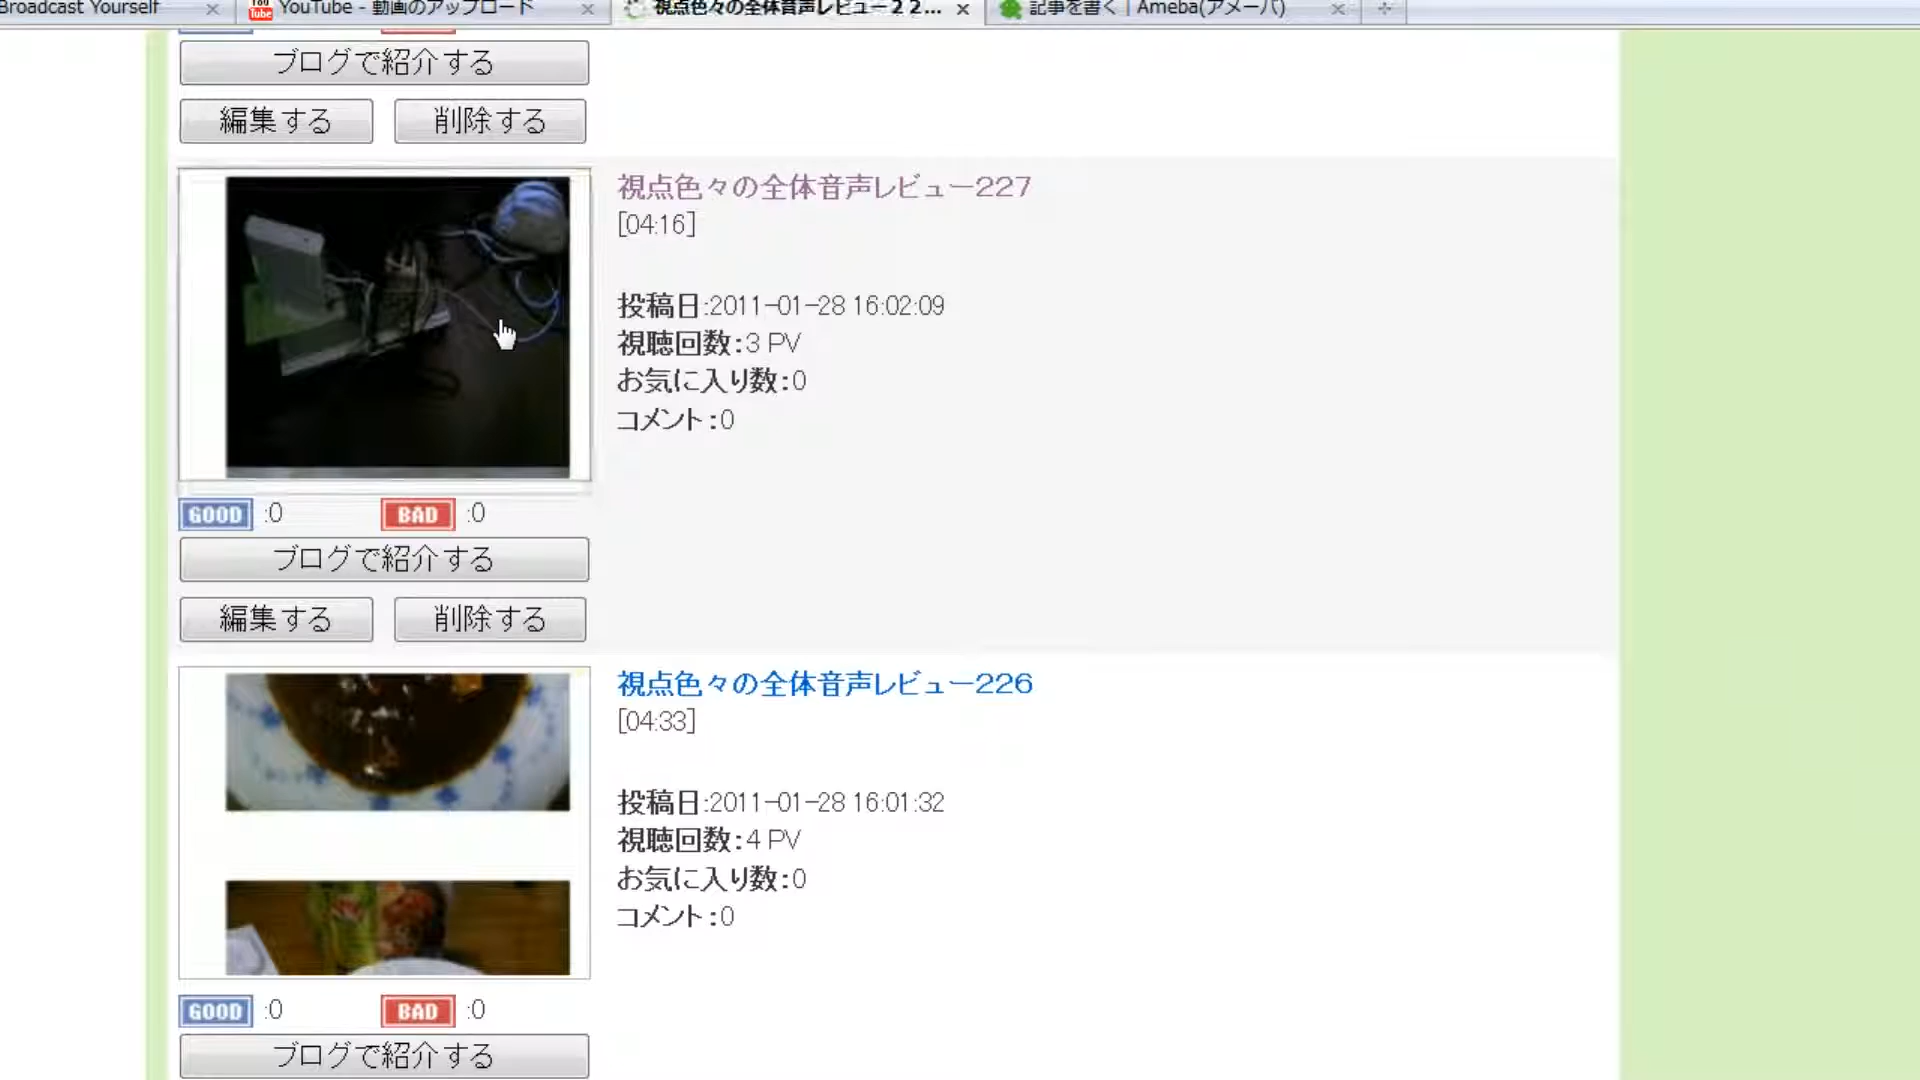 Broadcast Yourself
YouTube - 動画のアップロード
視点色々の全体音声レビュー２２...
記事を書く | Ameba(アメーバ)
ブログで紹介する
編集する
削除する
視点色々の全体音声レビュー227
[04:16]
投稿日:2011-01-28 16:02:09
視聴回数:3 PV
お気に入り数:0
コメント:0
GOOD :0
BAD :0
ブログで紹介する
編集する
削除する
視点色々の全体音声レビュー226
[04:33]
投稿日:2011-01-28 16:01:32
視聴回数:4 PV
お気に入り数:0
コメント:0
GOOD :0
BAD :0
ブログで紹介する